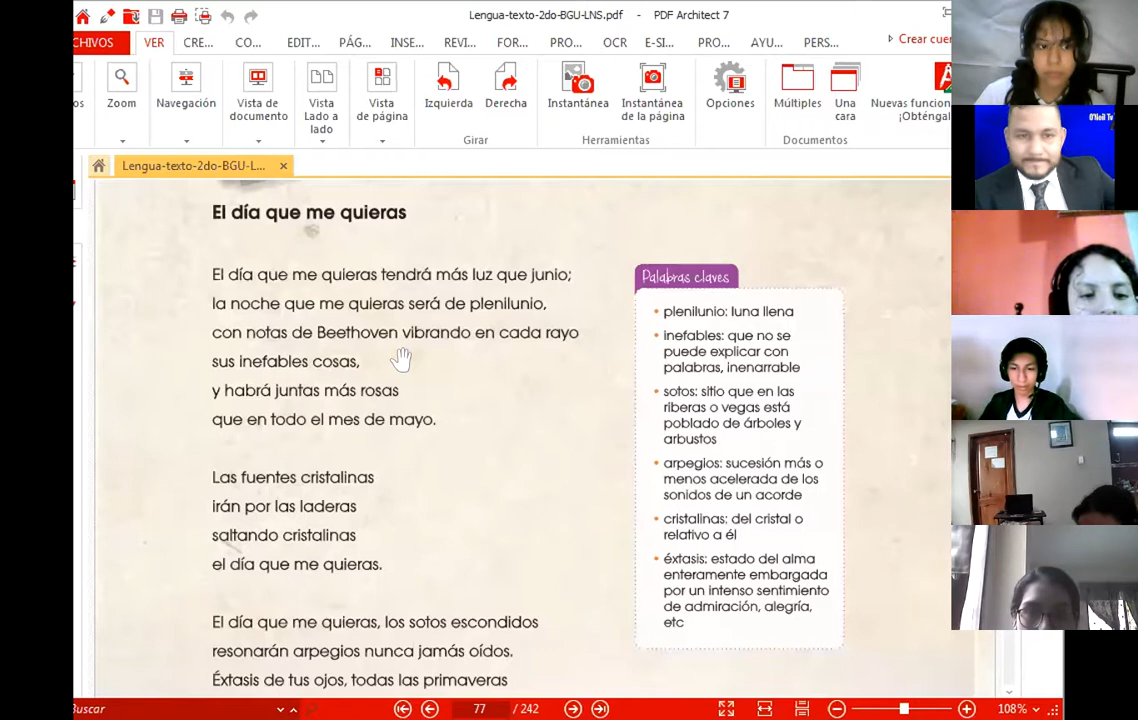 Lengua-texto-2do-BGU-LNS.pdf - PDF Architect 7
CHIVOS VER CRE... CO... EDIT... PÁG... INSE... REVI... FOR... PRO... OCR E-SI... PRO... AYU... PERS... Crear cuen
os Zoom Navegación Vista de documento Vista Lado a lado Vista de página Izquierda Derecha Instantánea Instantánea de la página Opciones Múltiples Una cara Nuevas funcion ¡Obténgal
Girar Herramientas Documentos
Lengua-texto-2do-BGU-L... ×
El día que me quieras
El día que me quieras tendrá más luz que junio;
la noche que me quieras será de plenilunio,
con notas de Beethoven vibrando en cada rayo
sus inefables cosas,
y habrá juntas más rosas
que en todo el mes de mayo.
Las fuentes cristalinas
irán por las laderas
saltando cristalinas
el día que me quieras.
El día que me quieras, los sotos escondidos
resonarán arpegios nunca jamás oídos.
Éxtasis de tus ojos, todas las primaveras
Palabras claves
• plenilunio: luna llena
• inefables: que no se
puede explicar con
palabras, inenarrable
• sotos: sitio que en las
riberas o vegas está
poblado de árboles y
arbustos
• arpegios: sucesión más o
menos acelerada de los
sonidos de un acorde
• cristalinas: del cristal o
relativo a él
• éxtasis: estado del alma
enteramente embargada
por un intenso sentimiento
de admiración, alegría,
etc
Buscar 77 / 242 108%
O'Neil Tv